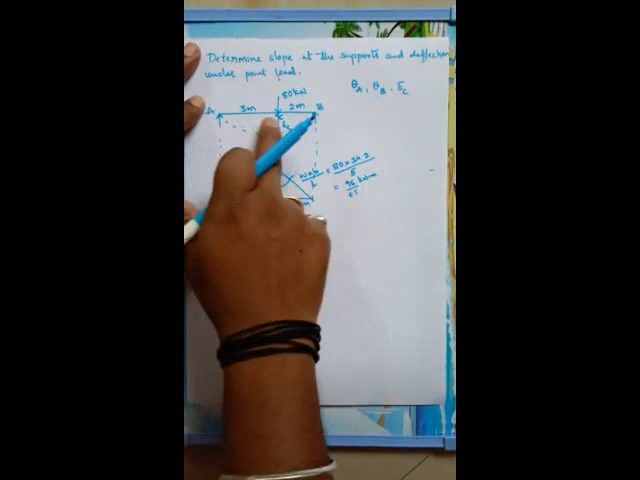 Determine slope at the supports and deflection
under point load.
θA, θB, δC
80kN
A 3m 2m B
C
δc
wab/L = 80×3×2/5
= 96 kNm/EI